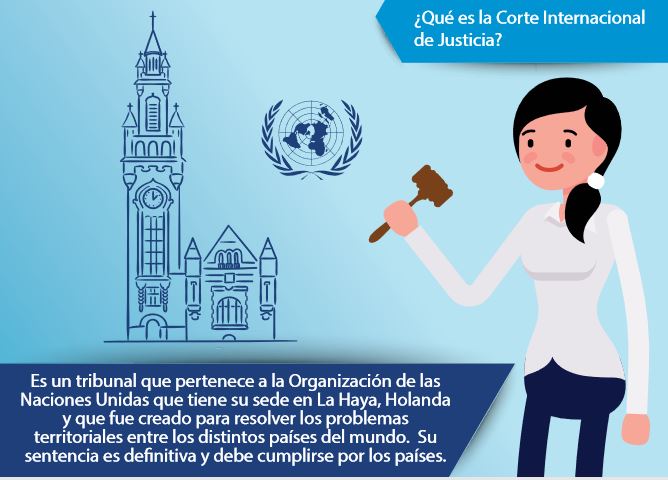 ¿Qué es la Corte Internacional
de Justicia?
Es un tribunal que pertenece a la Organización de las
Naciones Unidas que tiene su sede en La Haya, Holanda
y que fue creado para resolver los problemas
territoriales entre los distintos países del mundo. Su
sentencia es definitiva y debe cumplirse por los países.